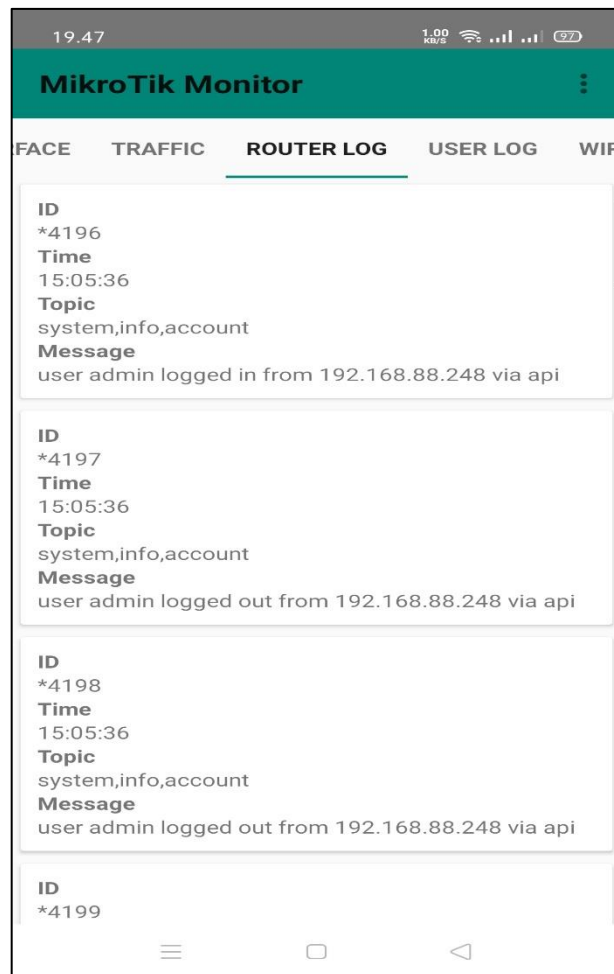 19.47
1.00
KB/S
97
MikroTik Monitor
RFACE TRAFFIC ROUTER LOG USER LOG WIR
ID
*4196
Time
15:05:36
Topic
system,info,account
Message
user admin logged in from 192.168.88.248 via api
ID
*4197
Time
15:05:36
Topic
system,info,account
Message
user admin logged out from 192.168.88.248 via api
ID
*4198
Time
15:05:36
Topic
system,info,account
Message
user admin logged out from 192.168.88.248 via api
ID
*4199